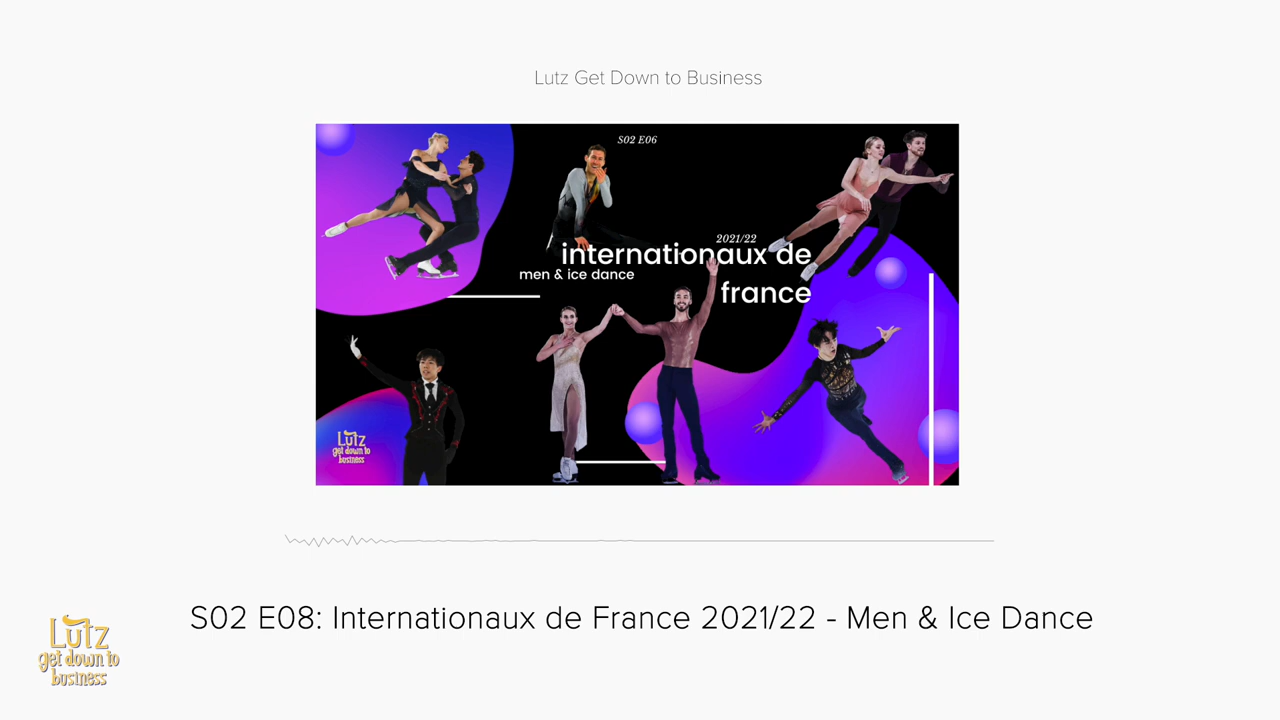 Lutz Get Down to Business
S02 E06
2021/22
internationaux de
men & ice dance
france
Lutz
get down to
business
S02 E08: Internationaux de France 2021/22 - Men & Ice Dance
Lutz
get down to
business